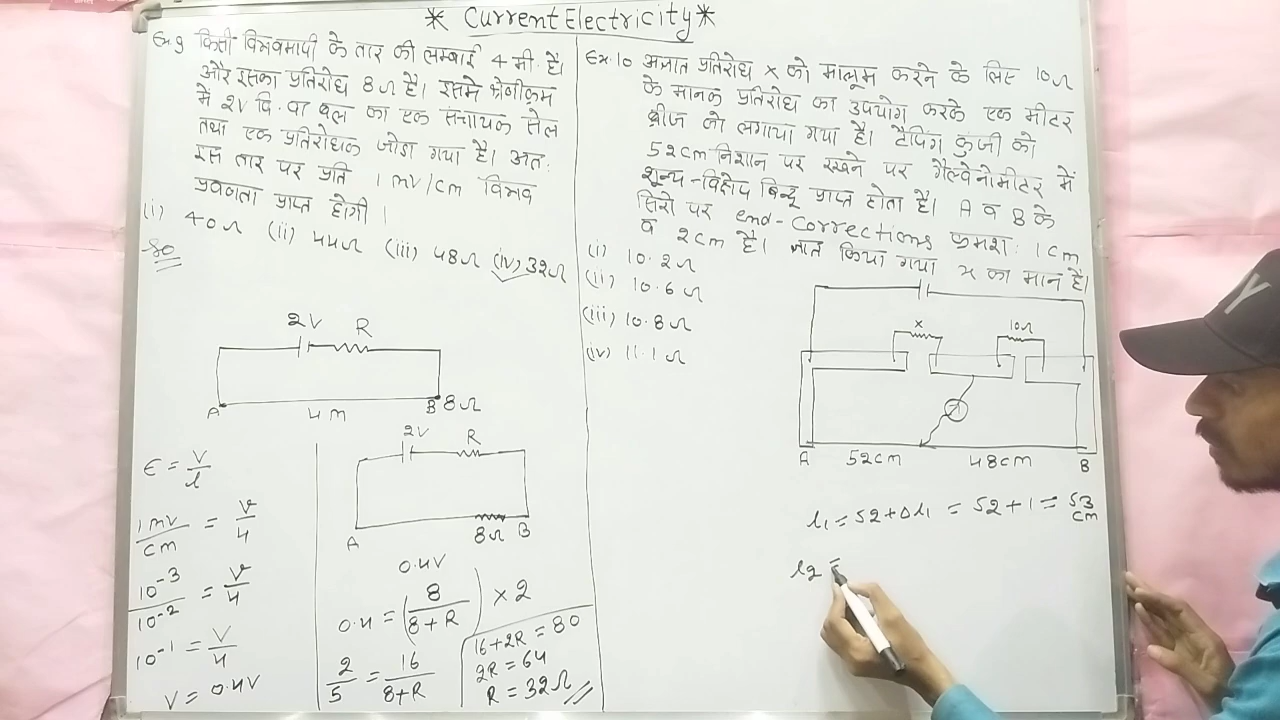 * Current Electricity *
Ex. 9 किसी विभवमापी के तार की लम्बाई 4 मी. है।
और इसका प्रतिरोध 8Ω है। इसमें श्रेणीक्रम
में 2V वि. वा बल का एक संचायक सेल
तथा एक प्रतिरोधक जोडा गया है। अतः
इस तार पर प्रति 1 mV/cm विभव
प्रवणता प्राप्त होगी।
(i) 40Ω (ii) 44Ω (iii) 48Ω (iv) 32Ω
So
2V R
A 4 M B 8Ω
ε = V/l
1mv/cm = v/4
10-3/10-2 = v/4
10-1 = V/4
V = 0.4V
2V R
A 8Ω B
0.4V
0.4 = (8/8+R) × 2
2/5 = 16/8+R
16+2R = 80
2R = 64
R = 32Ω
Ex. 10 अज्ञात प्रतिरोध x को मालूम करने के लिए 10Ω
के मानक प्रतिरोध का उपयोग करके एक मीटर
ब्रीज को लगाया गया है। टैपिंग कुंजी को
52cm निशान पर रखने पर गैल्वेनोमीटर में
शून्य-विक्षेप बिन्दू प्राप्त होता है। A व B के
सिरो पर end-corrections क्रमशः 1cm
व 2cm है। ज्ञात किया गया x का मान है।
(i) 10.2Ω
(ii) 10.6Ω
(iii) 10.8Ω
(iv) 11.1Ω
x 10Ω
A 52cm 48cm B
l1 = 52+Δl1 = 52+1 = 53 cm
l2 =